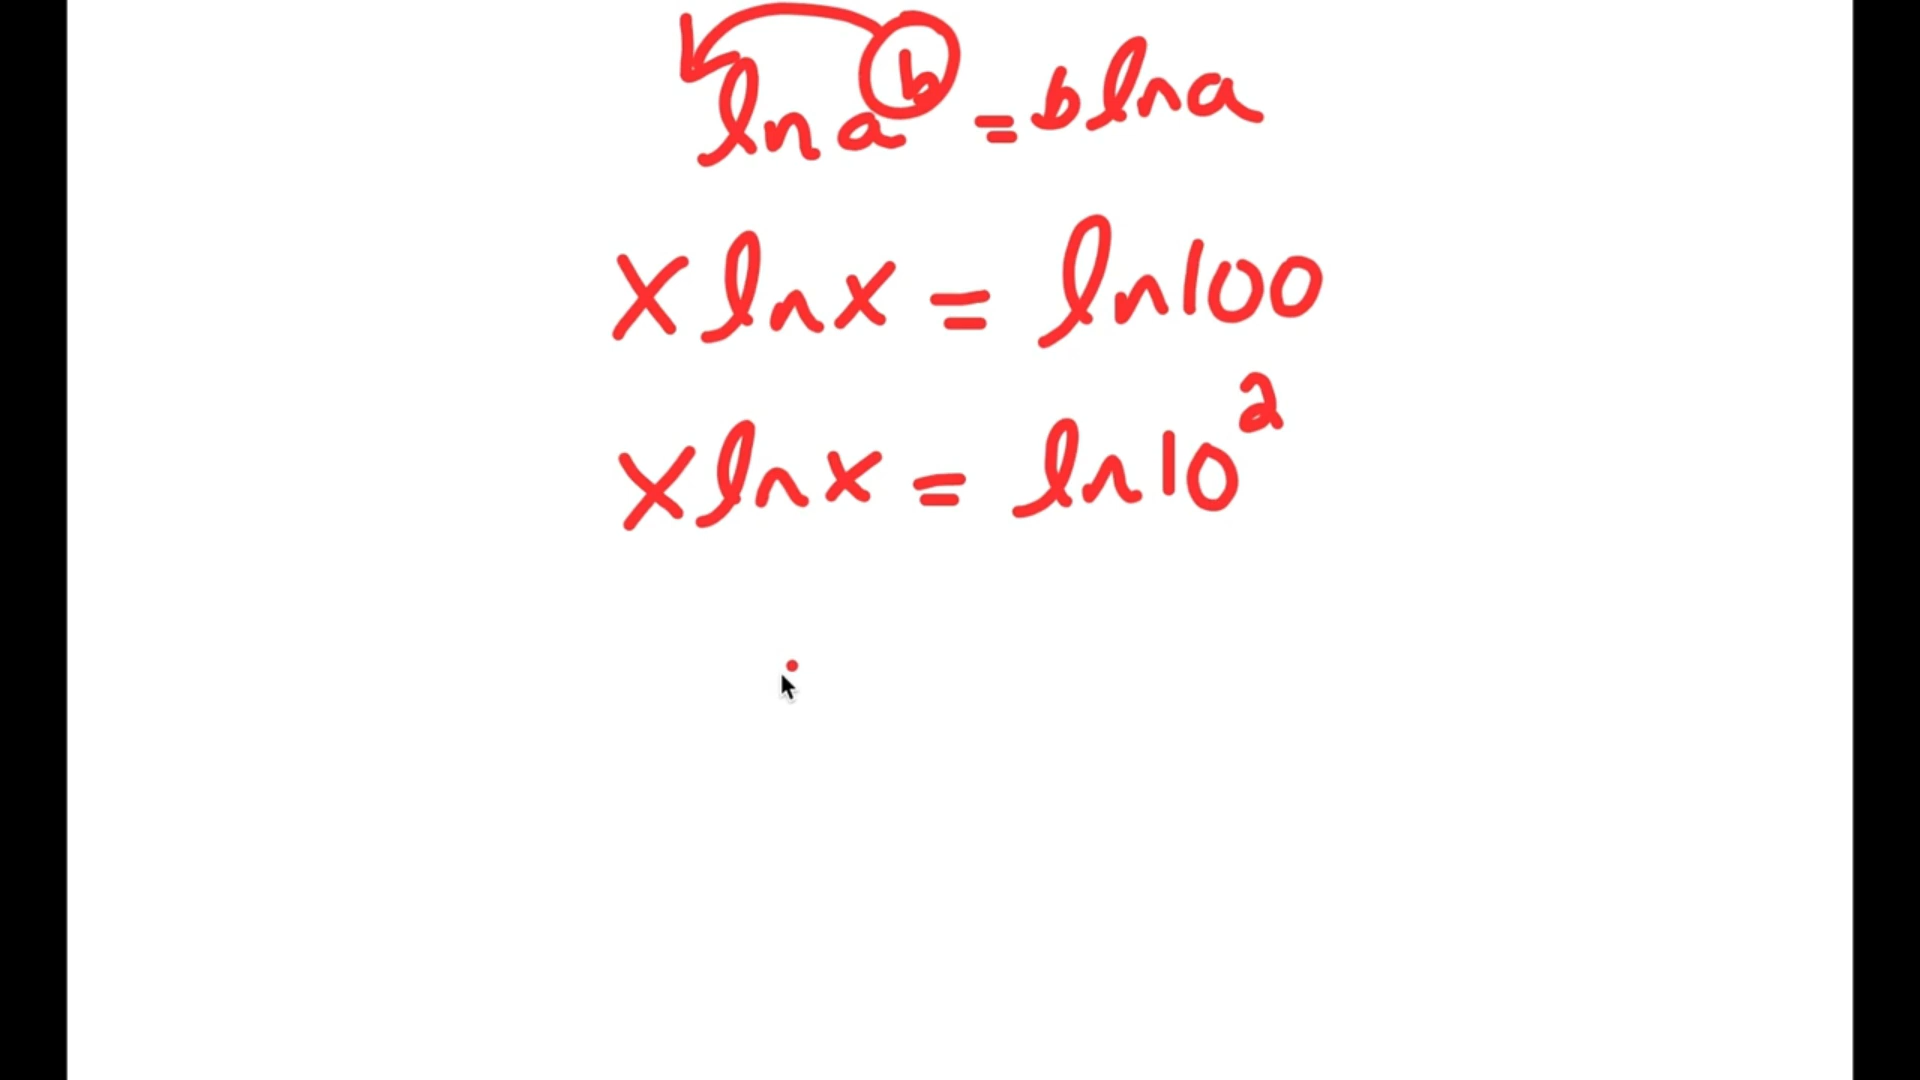 ln a^b = b ln a
x ln x = ln 100
x ln x = ln 10^2